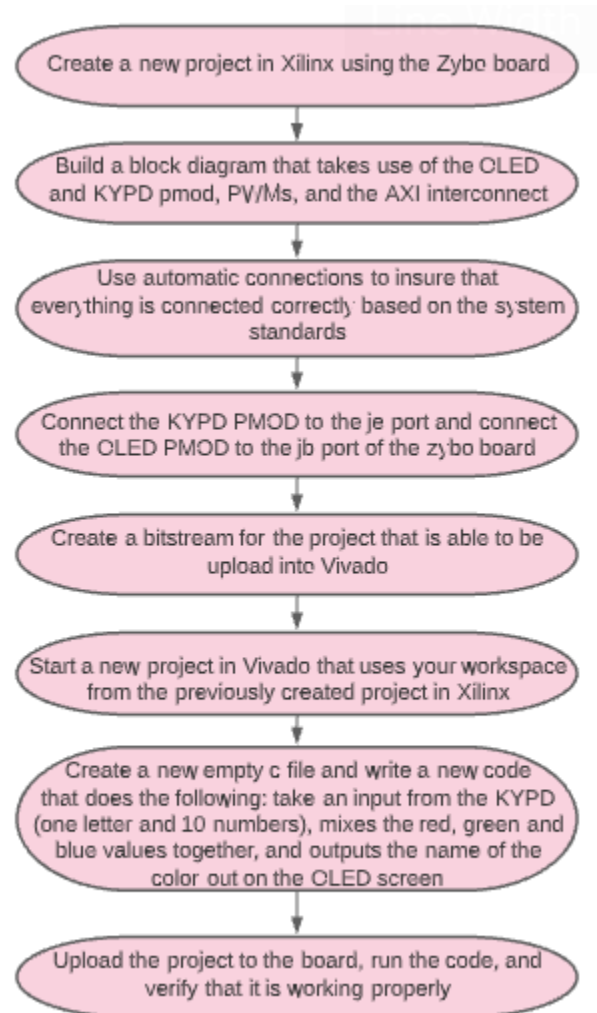 Create a new project in Xilinx using the Zybo board
Build a block diagram that takes use of the OLED
and KYPD pmod, PWMs, and the AXI interconnect
Use automatic connections to insure that
everything is connected correctly based on the system
standards
Connect the KYPD PMOD to the je port and connect
the OLED PMOD to the jb port of the zybo board
Create a bitstream for the project that is able to be
upload into Vivado
Start a new project in Vivado that uses your workspace
from the previously created project in Xilinx
Create a new empty c file and write a new code
that does the following: take an input from the KYPD
(one letter and 10 numbers), mixes the red, green and
blue values together, and outputs the name of the
color out on the OLED screen
Upload the project to the board, run the code, and
verify that it is working properly